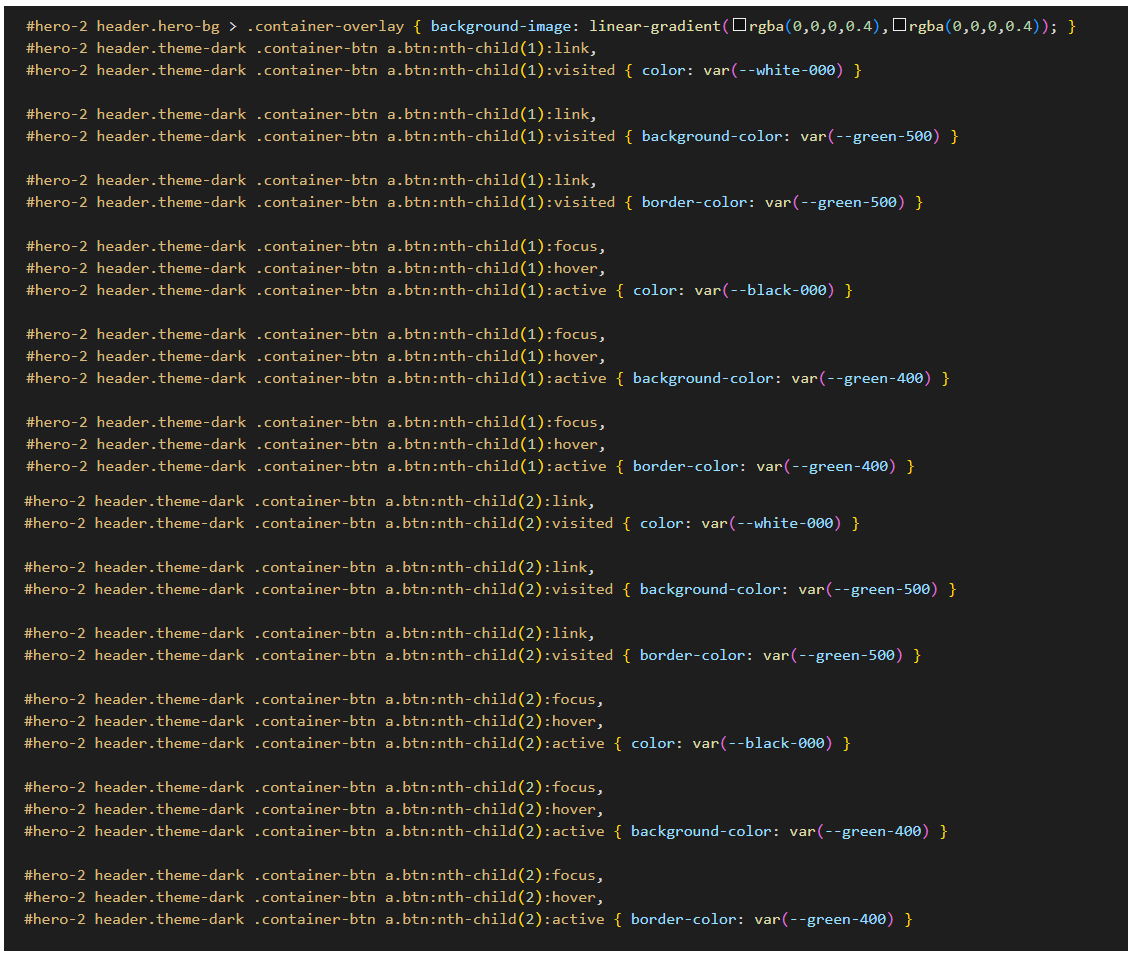 #hero-2 header.hero-bg > .container-overlay { background-image: linear-gradient(rgba(0,0,0,0.4),rgba(0,0,0,0.4)); }
#hero-2 header.theme-dark .container-btn a.btn:nth-child(1):link,
#hero-2 header.theme-dark .container-btn a.btn:nth-child(1):visited { color: var(--white-000) }
#hero-2 header.theme-dark .container-btn a.btn:nth-child(1):link,
#hero-2 header.theme-dark .container-btn a.btn:nth-child(1):visited { background-color: var(--green-500) }
#hero-2 header.theme-dark .container-btn a.btn:nth-child(1):link,
#hero-2 header.theme-dark .container-btn a.btn:nth-child(1):visited { border-color: var(--green-500) }
#hero-2 header.theme-dark .container-btn a.btn:nth-child(1):focus,
#hero-2 header.theme-dark .container-btn a.btn:nth-child(1):hover,
#hero-2 header.theme-dark .container-btn a.btn:nth-child(1):active { color: var(--black-000) }
#hero-2 header.theme-dark .container-btn a.btn:nth-child(1):focus,
#hero-2 header.theme-dark .container-btn a.btn:nth-child(1):hover,
#hero-2 header.theme-dark .container-btn a.btn:nth-child(1):active { background-color: var(--green-400) }
#hero-2 header.theme-dark .container-btn a.btn:nth-child(1):focus,
#hero-2 header.theme-dark .container-btn a.btn:nth-child(1):hover,
#hero-2 header.theme-dark .container-btn a.btn:nth-child(1):active { border-color: var(--green-400) }
#hero-2 header.theme-dark .container-btn a.btn:nth-child(2):link,
#hero-2 header.theme-dark .container-btn a.btn:nth-child(2):visited { color: var(--white-000) }
#hero-2 header.theme-dark .container-btn a.btn:nth-child(2):link,
#hero-2 header.theme-dark .container-btn a.btn:nth-child(2):visited { background-color: var(--green-500) }
#hero-2 header.theme-dark .container-btn a.btn:nth-child(2):link,
#hero-2 header.theme-dark .container-btn a.btn:nth-child(2):visited { border-color: var(--green-500) }
#hero-2 header.theme-dark .container-btn a.btn:nth-child(2):focus,
#hero-2 header.theme-dark .container-btn a.btn:nth-child(2):hover,
#hero-2 header.theme-dark .container-btn a.btn:nth-child(2):active { color: var(--black-000) }
#hero-2 header.theme-dark .container-btn a.btn:nth-child(2):focus,
#hero-2 header.theme-dark .container-btn a.btn:nth-child(2):hover,
#hero-2 header.theme-dark .container-btn a.btn:nth-child(2):active { background-color: var(--green-400) }
#hero-2 header.theme-dark .container-btn a.btn:nth-child(2):focus,
#hero-2 header.theme-dark .container-btn a.btn:nth-child(2):hover,
#hero-2 header.theme-dark .container-btn a.btn:nth-child(2):active { border-color: var(--green-400) }